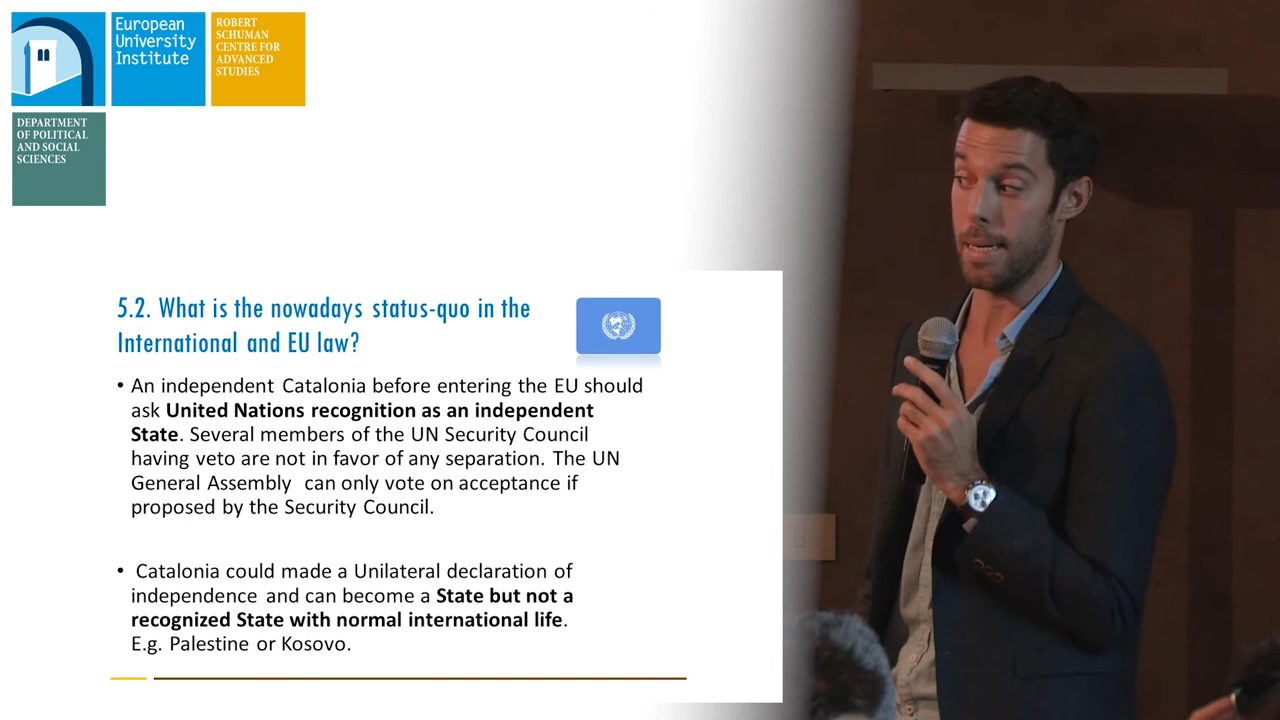 European
University
Institute
ROBERT
SCHUMAN
CENTRE FOR
ADVANCED
STUDIES
DEPARTMENT
OF POLITICAL
AND SOCIAL
SCIENCES
5.2. What is the nowadays status-quo in the
International and EU law?
• An independent Catalonia before entering the EU should
ask United Nations recognition as an independent
State. Several members of the UN Security Council
having veto are not in favor of any separation. The UN
General Assembly can only vote on acceptance if
proposed by the Security Council.
• Catalonia could made a Unilateral declaration of
independence and can become a State but not a
recognized State with normal international life.
E.g. Palestine or Kosovo.